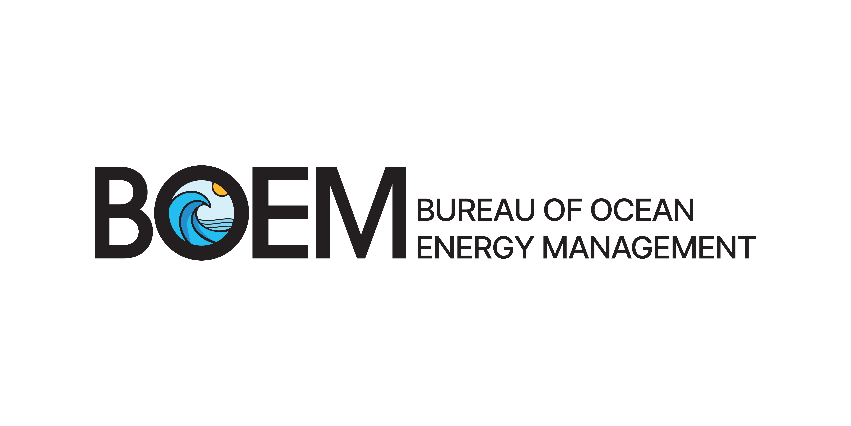 BOEM
BUREAU OF OCEAN
ENERGY MANAGEMENT